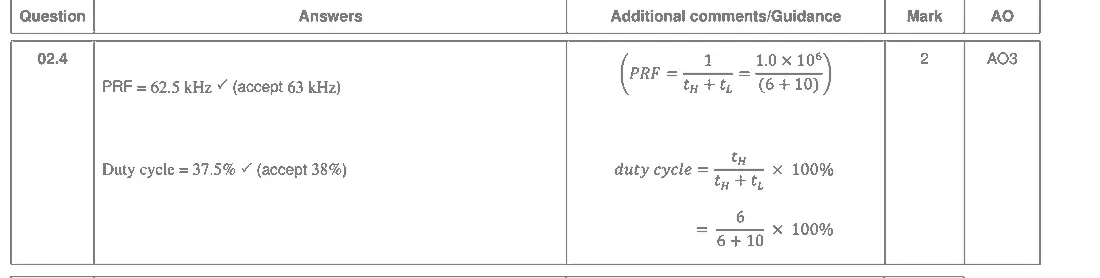 Question Answers Additional comments/Guidance Mark AO
02.4 2 AO3
PRF = 62.5 kHz ✓ (accept 63 kHz)
(PRF = 1 / (t_H + t_L) = 1.0 × 10⁶ / (6 + 10))
Duty cycle = 37.5% ✓ (accept 38%)
duty cycle = t_H / (t_H + t_L) × 100%
= 6 / (6 + 10) × 100%